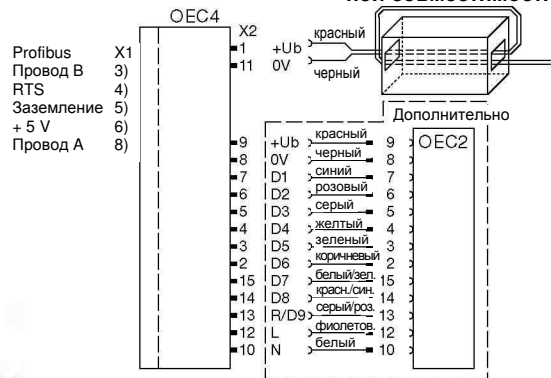 OEC4
X2
1 +Ub красный
11 0V черный
Profibus X1
Провод B 3)
RTS 4)
Заземление 5)
+ 5 V 6)
Провод A 8)
Дополнительно
OEC2
9 +Ub красный 9
8 0V черный 8
7 D1 синий 7
6 D2 розовый 6
5 D3 серый 5
4 D4 желтый 4
3 D5 зеленый 3
2 D6 коричневый 2
15 D7 белый/зел. 15
14 D8 красн./син. 14
13 R/D9 серый/роз. 13
12 L фиолетов. 12
10 N белый 10